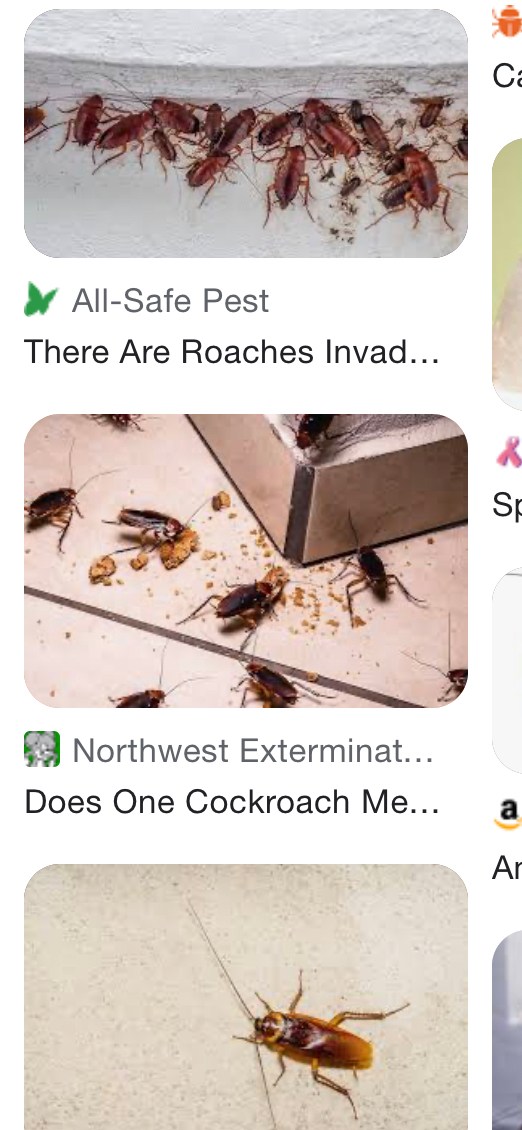 All-Safe Pest
There Are Roaches Invad...
Northwest Exterminat...
Does One Cockroach Me...
Ca
Sp
a
Ar